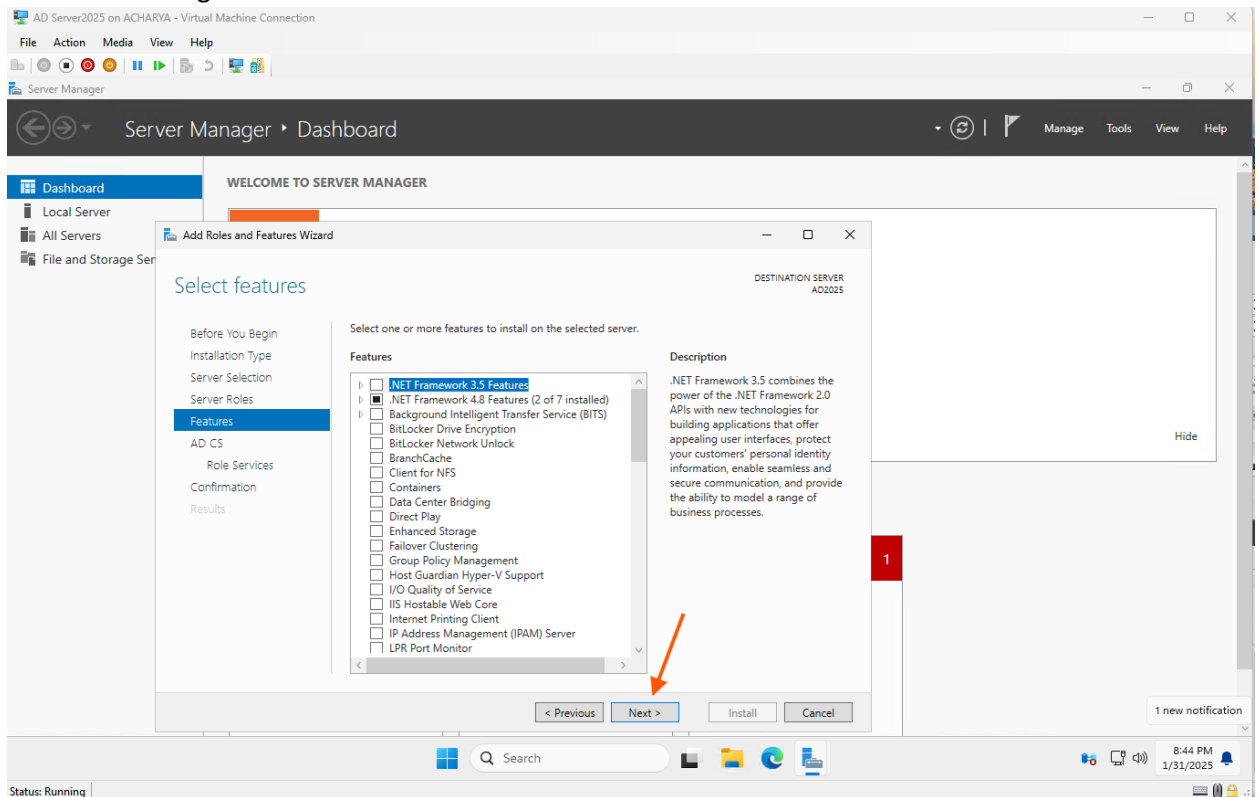 AD Server2025 on ACHARYA - Virtual Machine Connection
File Action Media View Help
Server Manager
Server Manager • Dashboard
Manage Tools View Help
Dashboard
Local Server
All Servers
File and Storage Ser
WELCOME TO SERVER MANAGER
Add Roles and Features Wizard
Select features
DESTINATION SERVER
AD2025
Before You Begin
Installation Type
Server Selection
Server Roles
Features
AD CS
Role Services
Confirmation
Results
Select one or more features to install on the selected server.
Features
.NET Framework 3.5 Features
.NET Framework 4.8 Features (2 of 7 installed)
Background Intelligent Transfer Service (BITS)
BitLocker Drive Encryption
BitLocker Network Unlock
BranchCache
Client for NFS
Containers
Data Center Bridging
Direct Play
Enhanced Storage
Failover Clustering
Group Policy Management
Host Guardian Hyper-V Support
I/O Quality of Service
IIS Hostable Web Core
Internet Printing Client
IP Address Management (IPAM) Server
LPR Port Monitor
Description
.NET Framework 3.5 combines the
power of the .NET Framework 2.0
APIs with new technologies for
building applications that offer
appealing user interfaces, protect
your customers' personal identity
information, enable seamless and
secure communication, and provide
the ability to model a range of
business processes.
Hide
1
< Previous Next > Install Cancel
1 new notification
Search
8:44 PM
1/31/2025
Status: Running